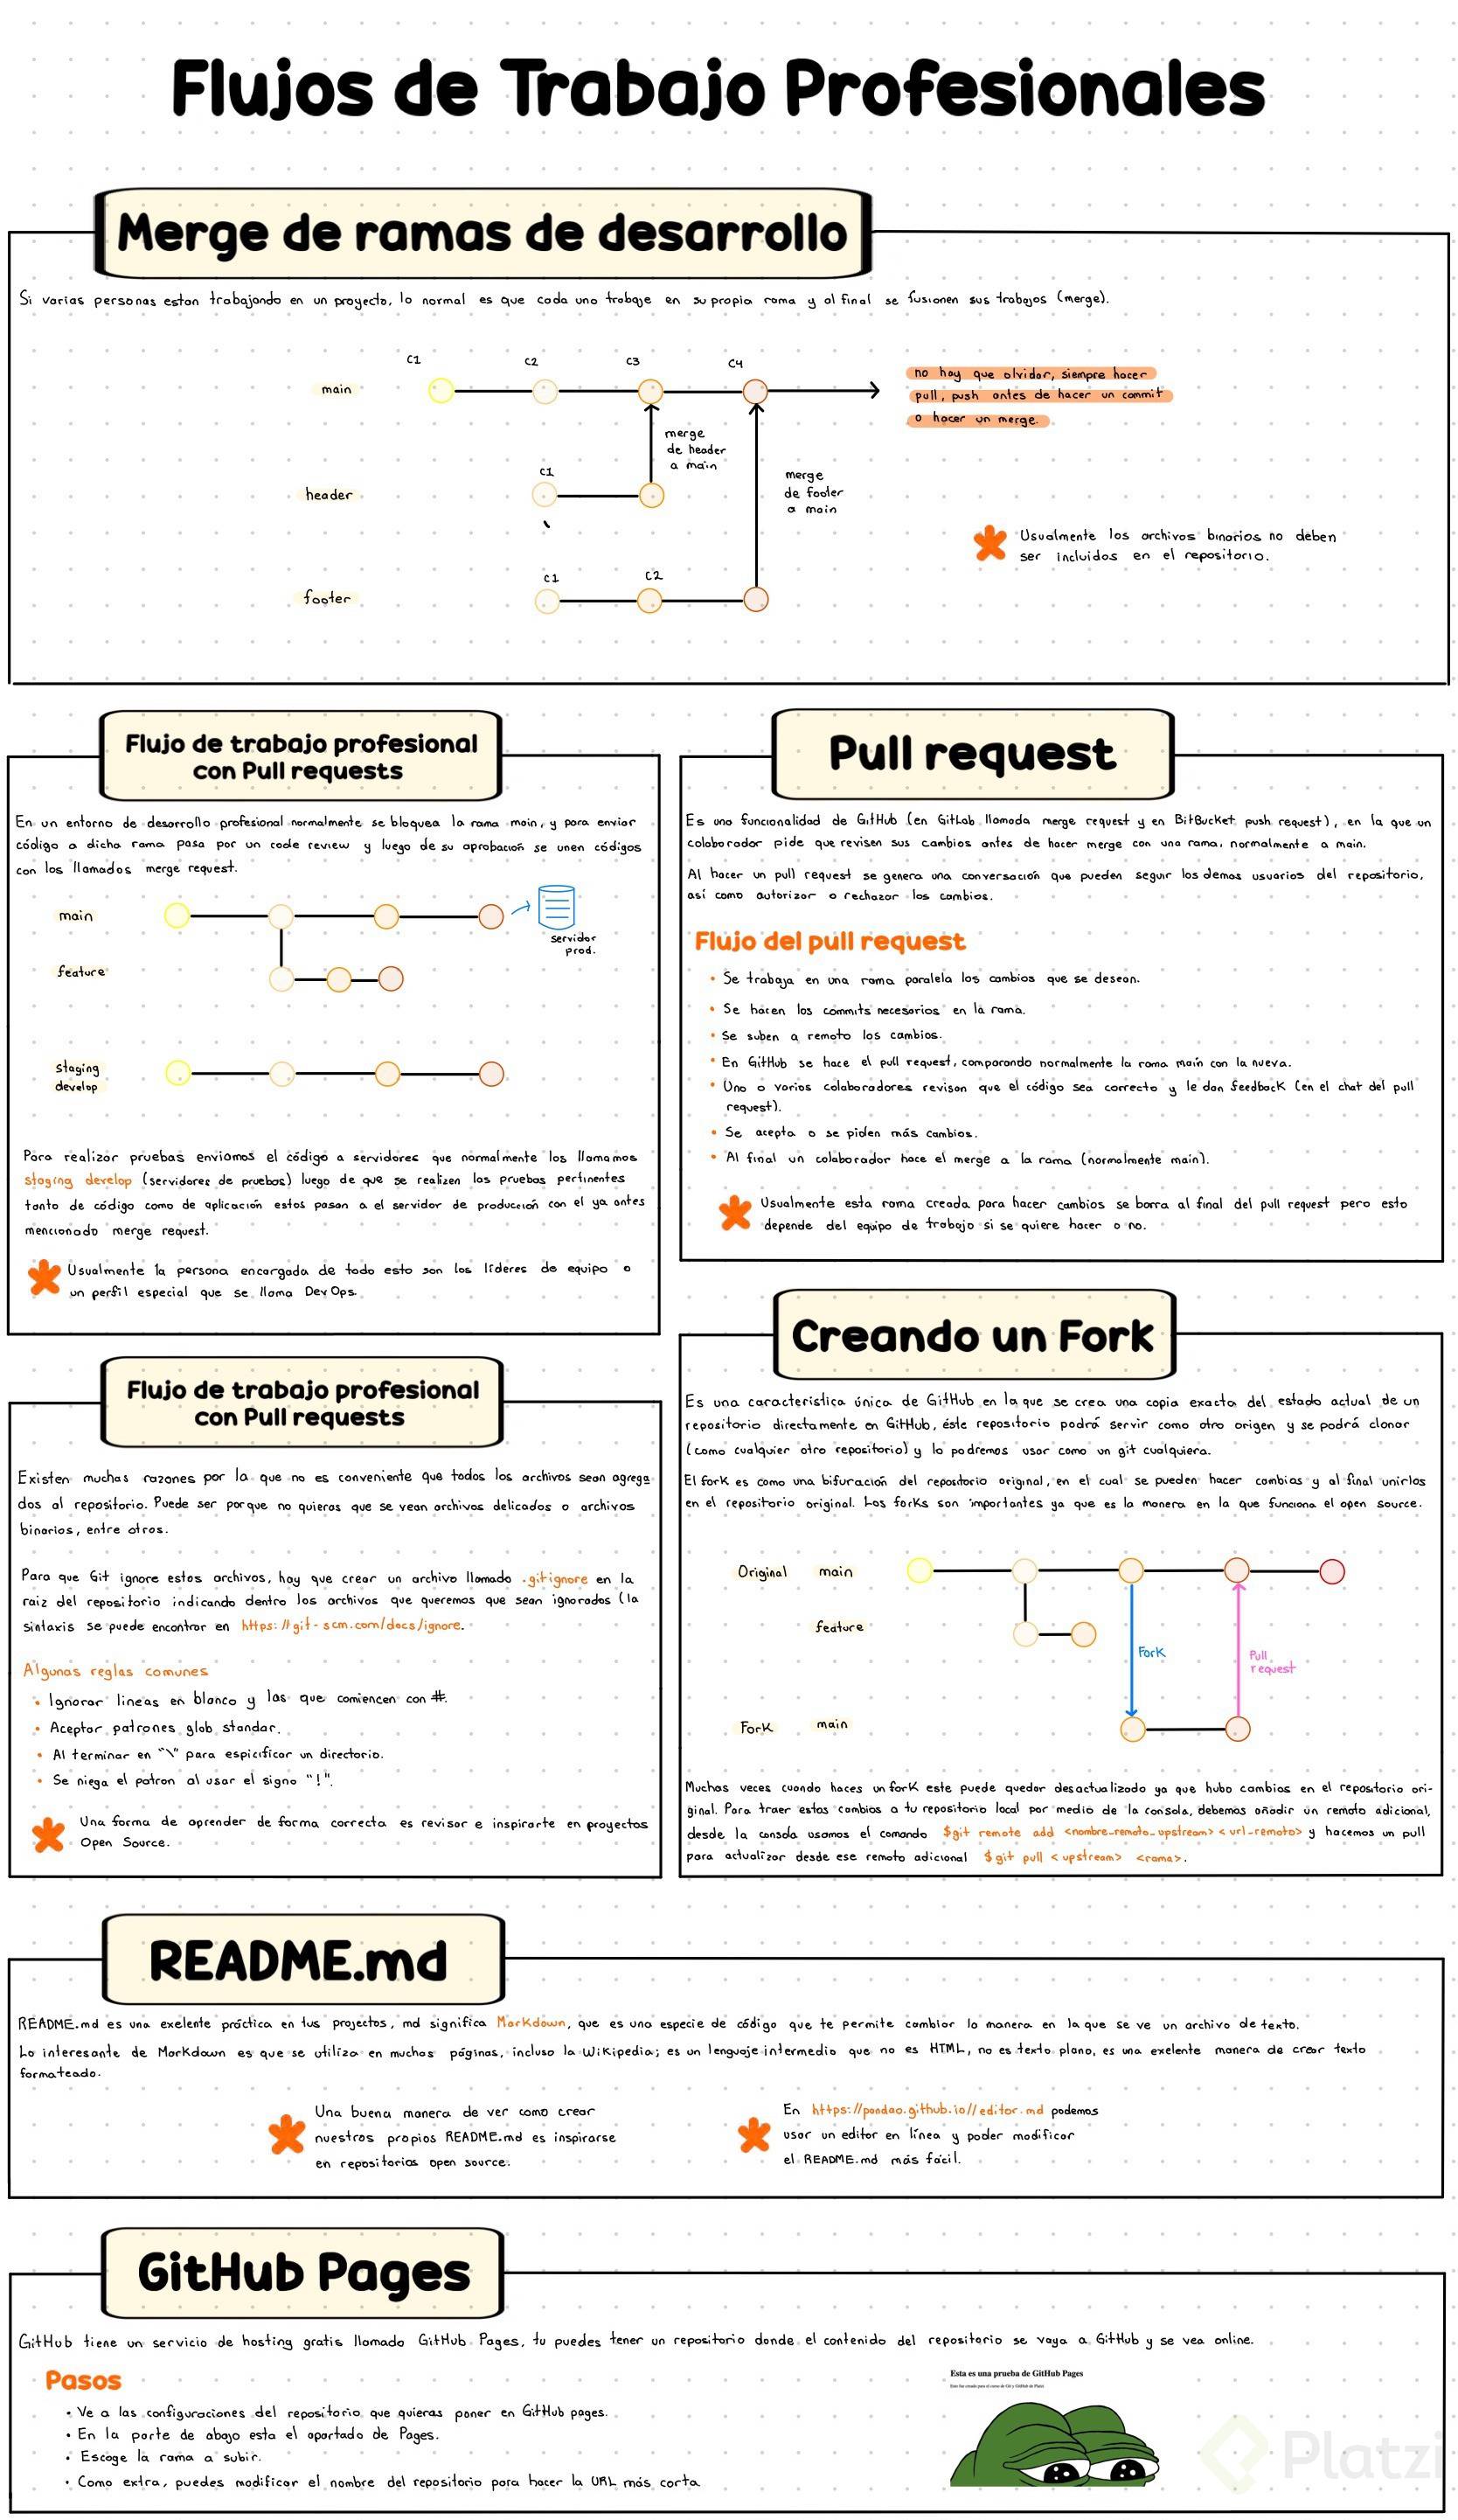 Flujos de Trabajo Profesionales
Merge de ramas de desarrollo
Si varias personas estan trabajando en un proyecto, lo normal es que cada uno trabaje en su propia rama y al final se fusionen sus trabajos (merge).
C1 C2 C3 C4
main
no hay que olvidar, siempre hacer
pull, push antes de hacer un commit
o hacer un merge.
merge
de header
a main
C1
header
merge
de footer
a main
Usualmente los archivos binarios no deben
ser incluidos en el repositorio.
C1 C2
footer
Flujo de trabajo profesional
con Pull requests
En un entorno de desarrollo profesional normalmente se bloquea la rama main, y para enviar
código a dicha rama pasa por un code review y luego de su aprobación se unen códigos
con los llamados merge request.
main
servidor
prod.
feature
staging
develop
Para realizar pruebas enviamos el código a servidores que normalmente los llamamos
staging develop (servidores de pruebas) luego de que se realizen las pruebas pertinentes
tanto de código como de aplicación estos pasan a el servidor de producción con el ya antes
mencionado merge request.
Usualmente la persona encargada de todo esto son los líderes de equipo o
un perfil especial que se llama DevOps.
Pull request
Es una funcionalidad de GitHub (en GitLab llamada merge request y en BitBucket push request), en la que un
colaborador pide que revisen sus cambios antes de hacer merge con una rama, normalmente a main.
Al hacer un pull request se genera una conversación que pueden seguir los demas usuarios del repositorio,
así como autorizar o rechazar los cambios.
Flujo del pull request
• Se trabaja en una rama paralela los cambios que se desean.
• Se hacen los commits necesarios en la rama.
• Se suben a remoto los cambios.
• En GitHub se hace el pull request, comparando normalmente la rama main con la nueva.
• Uno o varios colaboradores revisan que el código sea correcto y le dan feedback (en el chat del pull
request).
• Se acepta o se piden más cambios.
• Al final un colaborador hace el merge a la rama (normalmente main).
Usualmente esta rama creada para hacer cambios se borra al final del pull request pero esto
depende del equipo de trabajo si se quiere hacer o no.
Flujo de trabajo profesional
con Pull requests
Existen muchas razones por la que no es conveniente que todos los archivos sean agrega
dos al repositorio. Puede ser porque no quieras que se vean archivos delicados o archivos
binarios, entre otros.
Para que Git ignore estos archivos, hay que crear un archivo llamado .gitignore en la
raiz del repositorio indicando dentro los archivos que queremos que sean ignorados (la
sintaxis se puede encontrar en https://git-scm.com/docs/ignore.
Algunas reglas comunes
• Ignorar lineas en blanco y las que comiencen con #.
• Aceptar patrones glob standar.
• Al terminar en "\" para espicificar un directorio.
• Se niega el patron al usar el signo "!".
Una forma de aprender de forma correcta es revisar e inspirarte en proyectos
Open Source.
Creando un Fork
Es una característica única de GitHub en la que se crea una copia exacta del estado actual de un
repositorio directamente en GitHub, éste repositorio podrá servir como otro origen y se podrá clonar
(como cualquier otro repositorio) y lo podremos usar como un git cualquiera.
El fork es como una bifuración del repositorio original, en el cual se pueden hacer cambios y al final unirlos
en el repositorio original. Los forks son importantes ya que es la manera en la que funciona el open source.
Original main
feature
Fork
Pull
request
Fork main
Muchas veces cuando haces un fork este puede quedar desactualizado ya que hubo cambios en el repositorio ori-
ginal. Para traer estos cambios a tu repositorio local por medio de la consola, debemos añadir un remoto adicional,
desde la consola usamos el comando $git remote add <nombre_remoto_upstream> <url_remoto> y hacemos un pull
para actualizar desde ese remoto adicional $git pull <upstream> <rama>.
README.md
README.md es una exelente práctica en tus projectos, md significa Markdown, que es una especie de código que te permite cambiar la manera en la que se ve un archivo de texto.
Lo interesante de Markdown es que se utiliza en muchas páginas, incluso la Wikipedia; es un lenguaje intermedio que no es HTML, no es texto plano, es una exelente manera de crear texto
formateado.
Una buena manera de ver como crear
nuestros propios README.md es inspirarse
en repositorios open source.
En https://pandao.github.io//editor.md podemos
usar un editor en línea y poder modificar
el README.md más fácil.
GitHub Pages
GitHub tiene un servicio de hosting gratis llamado GitHub Pages, tu puedes tener un repositorio donde el contenido del repositorio se vaya a GitHub y se vea online.
Pasos
• Ve a las configuraciones del repositorio que quieras poner en GitHub pages.
• En la parte de abajo esta el apartado de Pages.
• Escoge la rama a subir.
• Como extra, puedes modificar el nombre del repositorio para hacer la URL más corta
Esta es una prueba de GitHub Pages
Esto fue creado para el curso de Git y GitHub de Platzi
Platzi